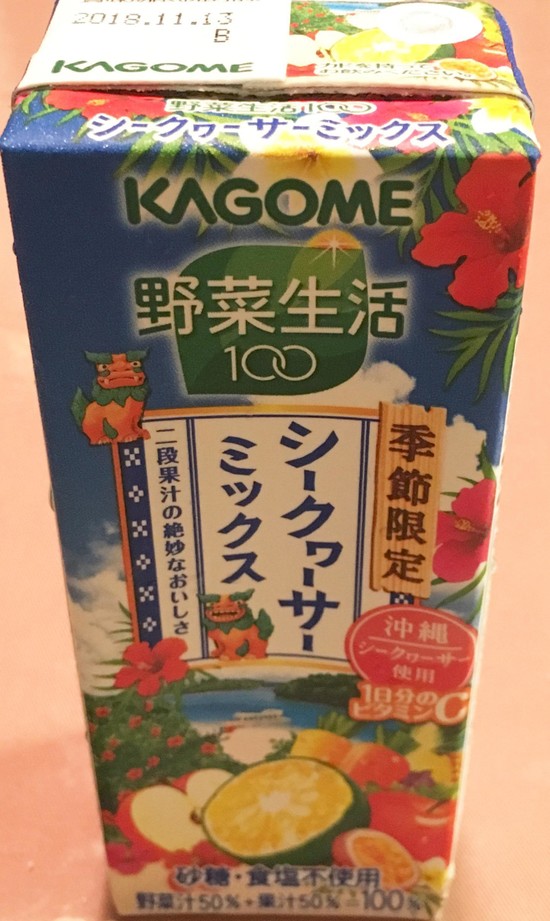 2018.11.13
B
KAGOME
野菜生活100
シークヮーサーミックス
KAGOME
野菜生活
100
季節限定
シークヮーサー
ミックス
二段果汁の絶妙なおいしさ
沖縄
シークヮーサー
使用
1日分の
ビタミンC
砂糖・食塩不使用
野菜汁50%+果汁50%=100%